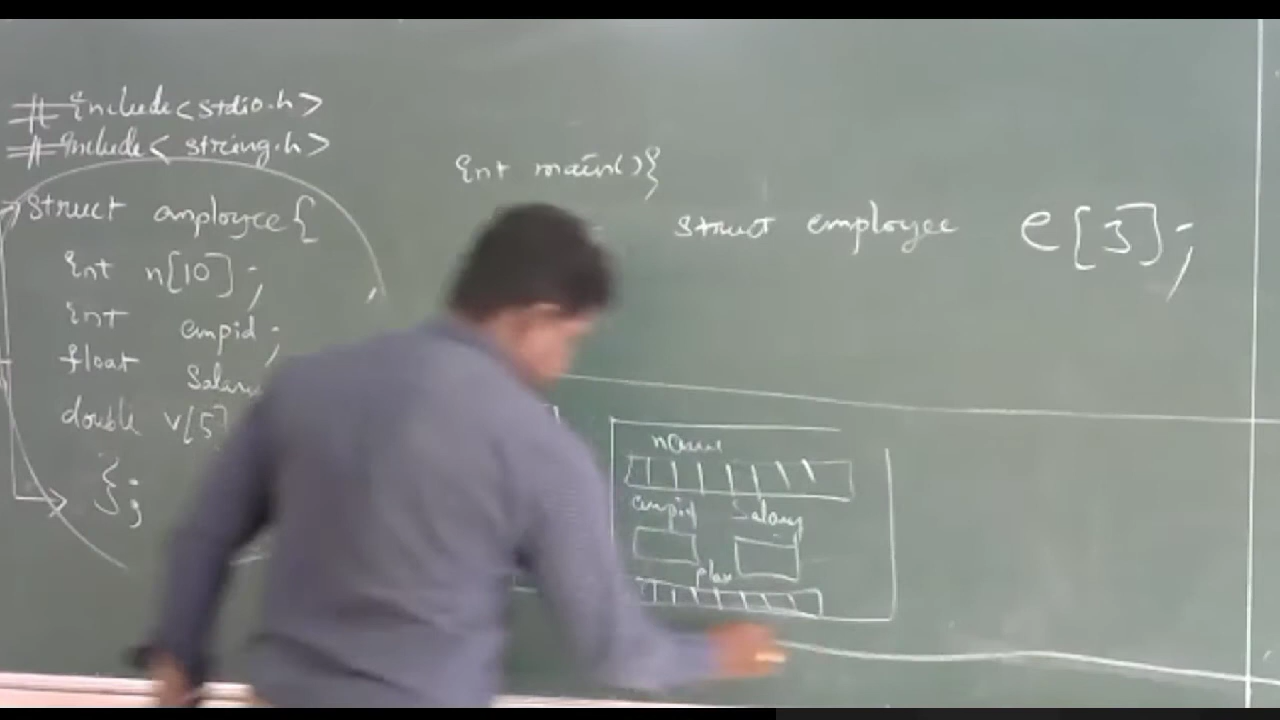 #include<stdio.h>
#include<string.h>
struct amployee{
int n[10];
int empid;
float Salary
double v[5]
};
int main(){
struct employee e[3];
name
empid Salary